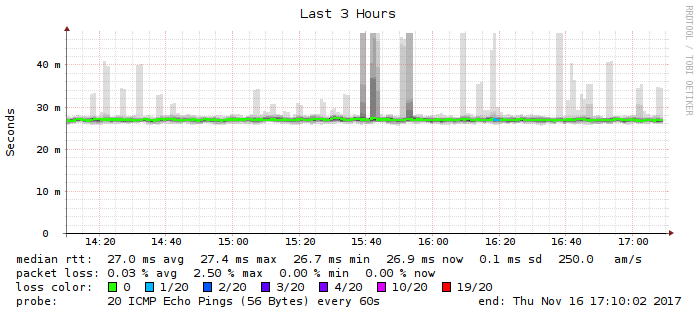 Last 3 Hours
RRDTOOL / TOBI OETIKER
Seconds
40 m
30 m
20 m
10 m
0
14:20 14:40 15:00 15:20 15:40 16:00 16:20 16:40 17:00
median rtt: 27.0 ms avg 27.4 ms max 26.7 ms min 26.9 ms now 0.1 ms sd 250.0 am/s
packet loss: 0.03 % avg 2.50 % max 0.00 % min 0.00 % now
loss color: 0 1/20 2/20 3/20 4/20 10/20 19/20
probe: 20 ICMP Echo Pings (56 Bytes) every 60s end: Thu Nov 16 17:10:02 2017